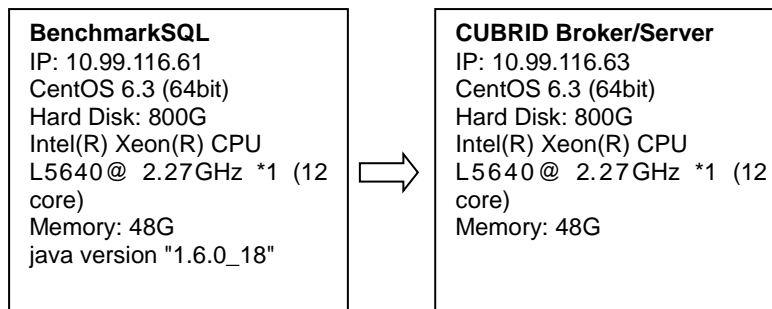 BenchmarkSQL
IP: 10.99.116.61
CentOS 6.3 (64bit)
Hard Disk: 800G
Intel(R) Xeon(R) CPU
L5640@ 2.27GHz *1 (12
core)
Memory: 48G
java version "1.6.0_18"
CUBRID Broker/Server
IP: 10.99.116.63
CentOS 6.3 (64bit)
Hard Disk: 800G
Intel(R) Xeon(R) CPU
L5640@ 2.27GHz *1 (12
core)
Memory: 48G